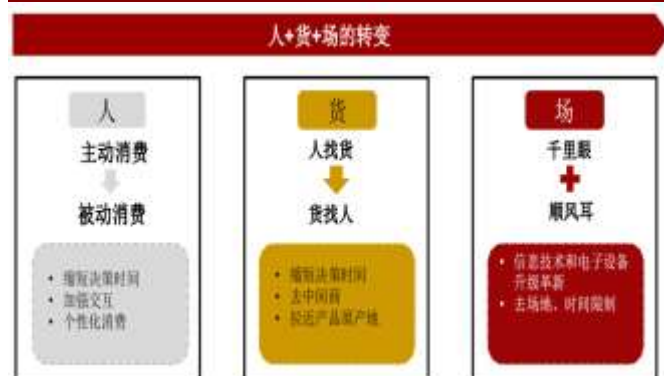 人+货+场的转变
人
主动消费
被动消费
• 缩短决策时间
• 加强交互
• 个性化消费
货
人找货
货找人
• 缩短决策时间
• 去中间商
• 拉近产品原产地
场
千里眼
顺风耳
• 信息技术和电子设备
升级革新
• 去场地、时间限制